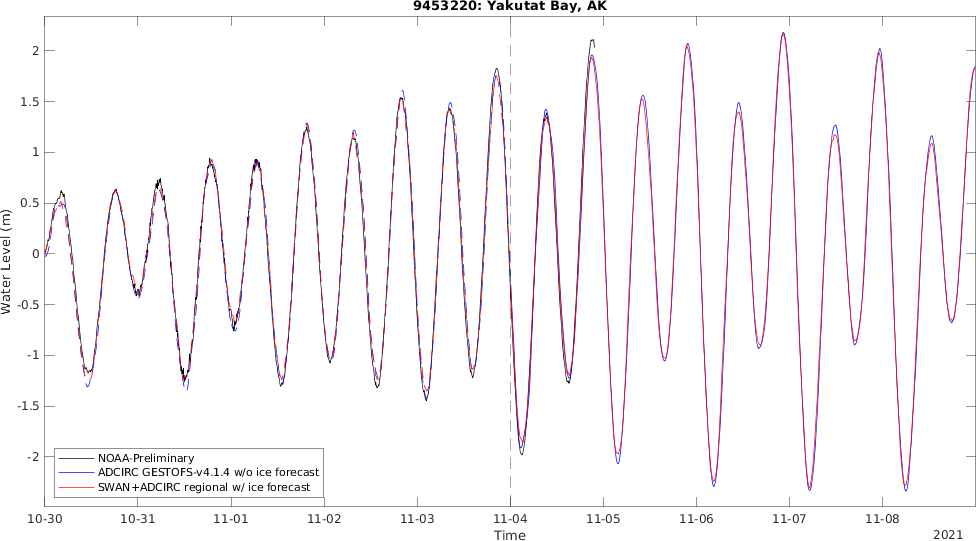 9453220: Yakutat Bay, AK
Water Level (m)
2
1.5
1
0.5
0
-0.5
-1
-1.5
-2
NOAA-Preliminary
ADCIRC GESTOFS-v4.1.4 w/o ice forecast
SWAN+ADCIRC regional w/ ice forecast
10-30 10-31 11-01 11-02 11-03 11-04 11-05 11-06 11-07 11-08
Time
2021